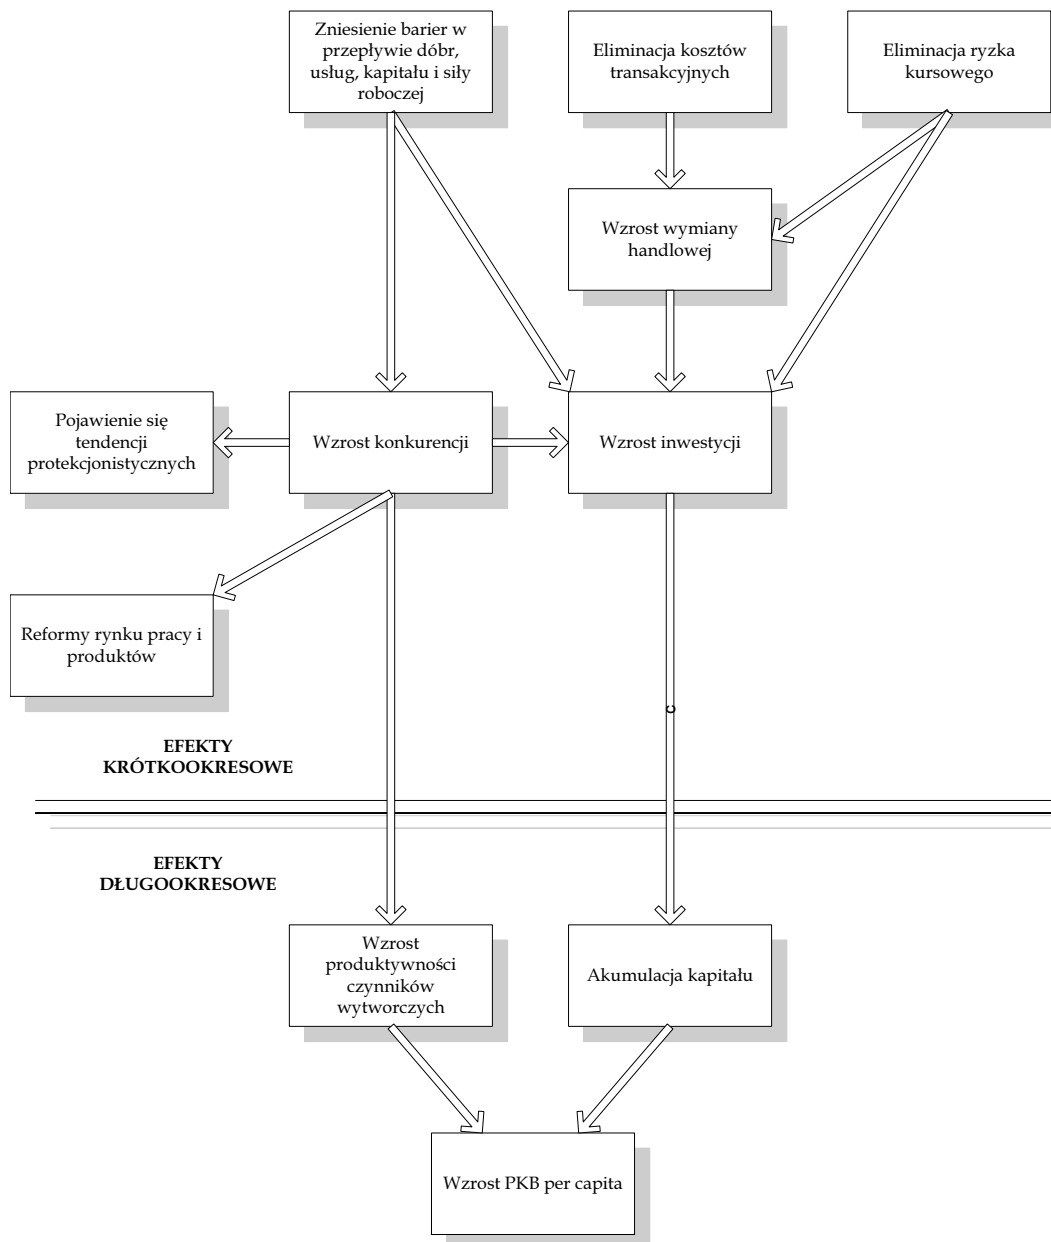 Zniesienie barier w
przepływie dóbr,
usług, kapitału i siły
roboczej
Eliminacja kosztów
transakcyjnych
Eliminacja ryzka
kursowego
Wzrost wymiany
handlowej
Pojawienie się
tendencji
protekcjonistycznych
Wzrost konkurencji
Wzrost inwestycji
Reformy rynku pracy i
produktów
C
EFEKTY
KRÓTKOOKRESOWE
EFEKTY
DŁUGOOKRESOWE
Wzrost
produktywności
czynników
wytworczych
Akumulacja kapitału
Wzrost PKB per capita